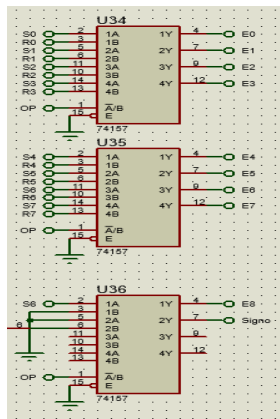 U34
S0 2 1A 1Y 4 E0
R0 3 1B
S1 5 2A 2Y 7 E1
R1 6 2B
S2 11 3A 3Y 9 E2
R2 10 3B
S3 14 4A 4Y 12 E3
R3 13 4B
OP 1 A/B
15 E
74157
U35
S4 2 1A 1Y 4 E4
R4 3 1B
S5 5 2A 2Y 7 E5
R5 6 2B
S6 11 3A 3Y 9 E6
R6 10 3B
S7 14 4A 4Y 12 E7
R7 13 4B
OP 1 A/B
15 E
74157
U36
S8 2 1A 1Y 4 E8
3 1B
5 2A 2Y 7 Signo
6 6 2B
11 3A 3Y 9
10 3B
14 4A 4Y 12
13 4B
OP 1 A/B
15 E
74157